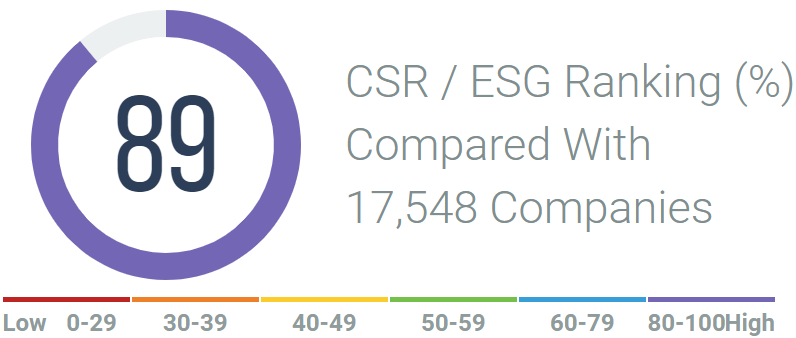 89
CSR / ESG Ranking (%)
Compared With
17,548 Companies
Low 0-29 30-39 40-49 50-59 60-79 80-100High